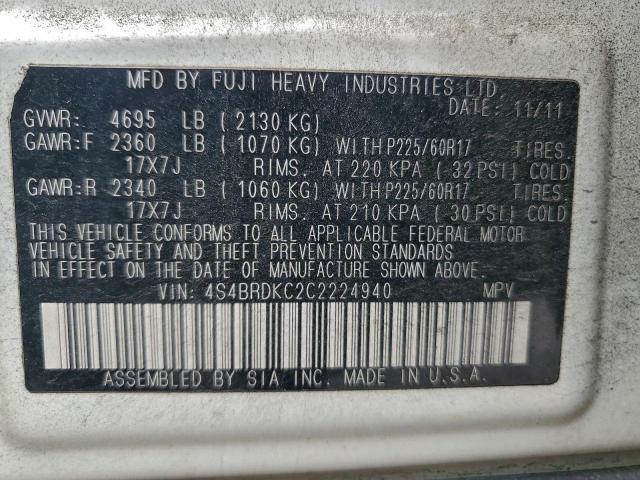 MFD BY FUJI HEAVY INDUSTRIES LTD.
DATE: 11/11
GVWR: 4695 LB ( 2130 KG)
GAWR:F 2360 LB ( 1070 KG) WITH P225/60R17 TIRES.
17X7J RIMS. AT 220 KPA ( 32 PSI) COLD
GAWR:R 2340 LB ( 1060 KG) WITH P225/60R17 TIRES.
17X7J RIMS. AT 210 KPA ( 30 PSI) COLD
THIS VEHICLE CONFORMS TO ALL APPLICABLE FEDERAL MOTOR
VEHICLE SAFETY AND THEFT PREVENTION STANDARDS
IN EFFECT ON THE DATE OF MANUFACTURE SHOWN ABOVE.
VIN: 4S4BRDKC2C2224940 MPV
ASSEMBLED BY SIA INC. MADE IN U.S.A.